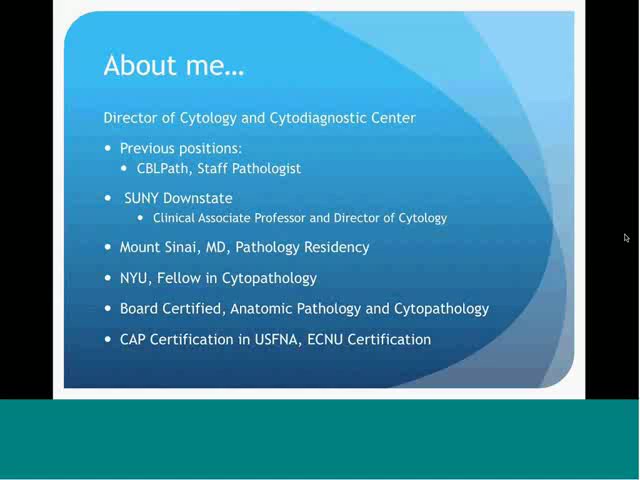 About me…
Director of Cytology and Cytodiagnostic Center
• Previous positions:
• CBLPath, Staff Pathologist
• SUNY Downstate
• Clinical Associate Professor and Director of Cytology
• Mount Sinai, MD, Pathology Residency
• NYU, Fellow in Cytopathology
• Board Certified, Anatomic Pathology and Cytopathology
• CAP Certification in USFNA, ECNU Certification